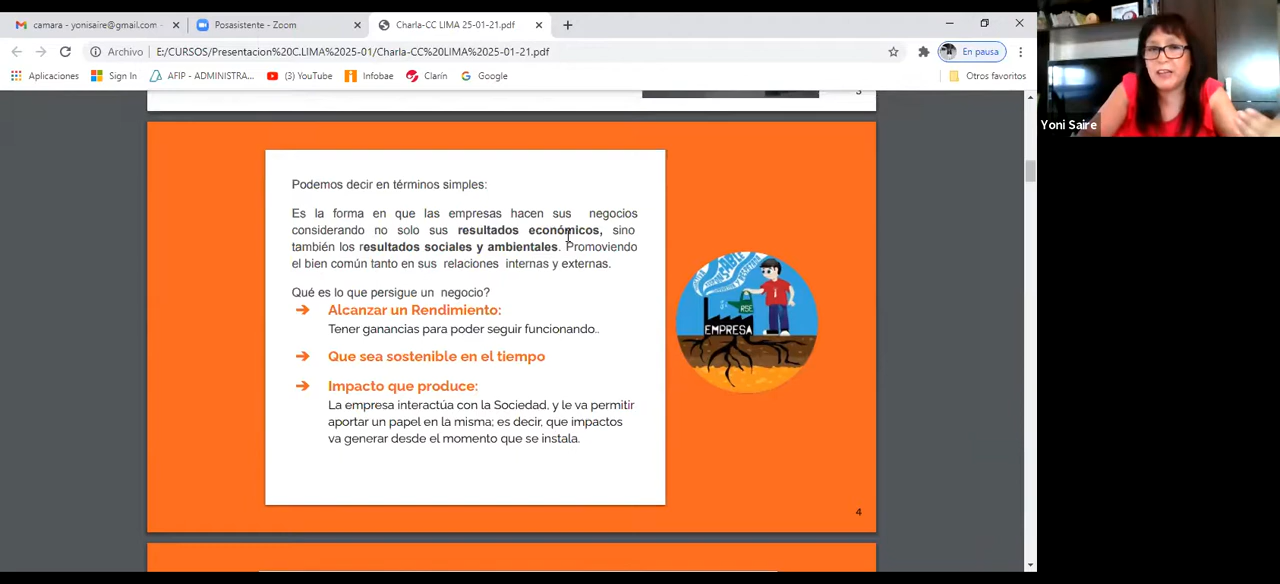 camara - yonisaire@gmail.com -
Posasistente - Zoom
Charla-CC LIMA 25-01-21.pdf
Archivo
E:/CURSOS/Presentacion%20C.LIMA%2025-01/Charla-CC%20LIMA%2025-01-21.pdf
En pausa
Aplicaciones
Sign In
AFIP - ADMINISTRA...
(3) YouTube
Infobae
Clarín
Google
Otros favoritos
Yoni Saire
Podemos decir en términos simples:
Es la forma en que las empresas hacen sus negocios
considerando no solo sus resultados económicos, sino
también los resultados sociales y ambientales. Promoviendo
el bien común tanto en sus relaciones internas y externas.
Qué es lo que persigue un negocio?
➔ Alcanzar un Rendimiento:
Tener ganancias para poder seguir funcionando..
➔ Que sea sostenible en el tiempo
➔ Impacto que produce:
La empresa interactúa con la Sociedad, y le va permitir
aportar un papel en la misma; es decir, que impactos
va generar desde el momento que se instala.
RSE
EMPRESA
4